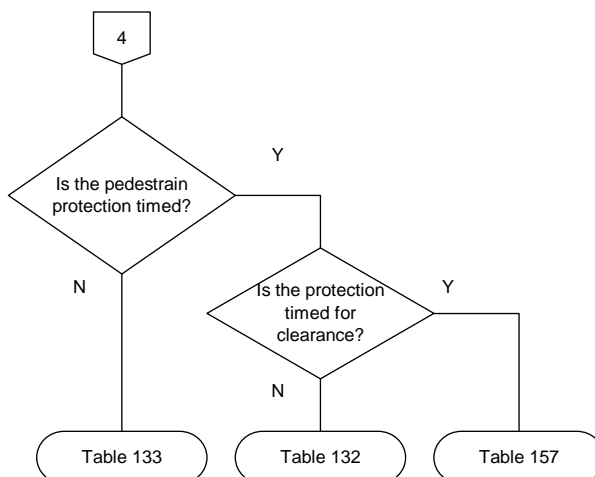 4
Is the pedestrain
protection timed?
Y
N
Is the protection
timed for
clearance?
Y
N
Table 133
Table 132
Table 157